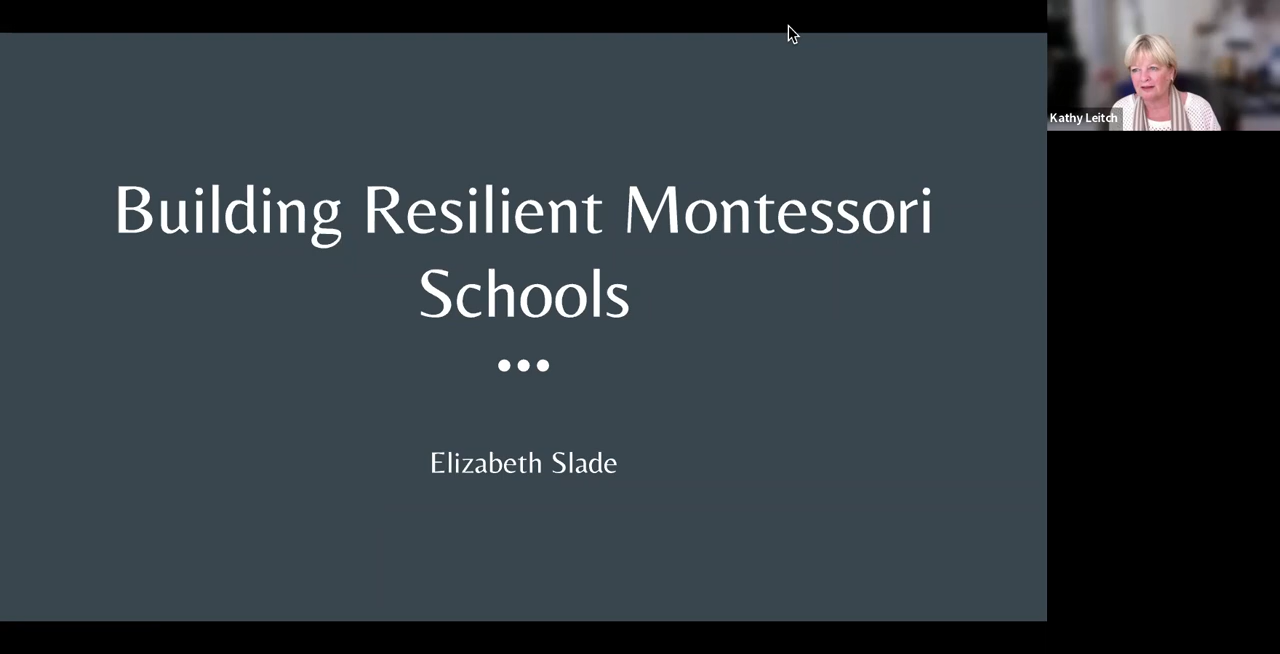 Building Resilient Montessori
Schools
Elizabeth Slade
Kathy Leitch